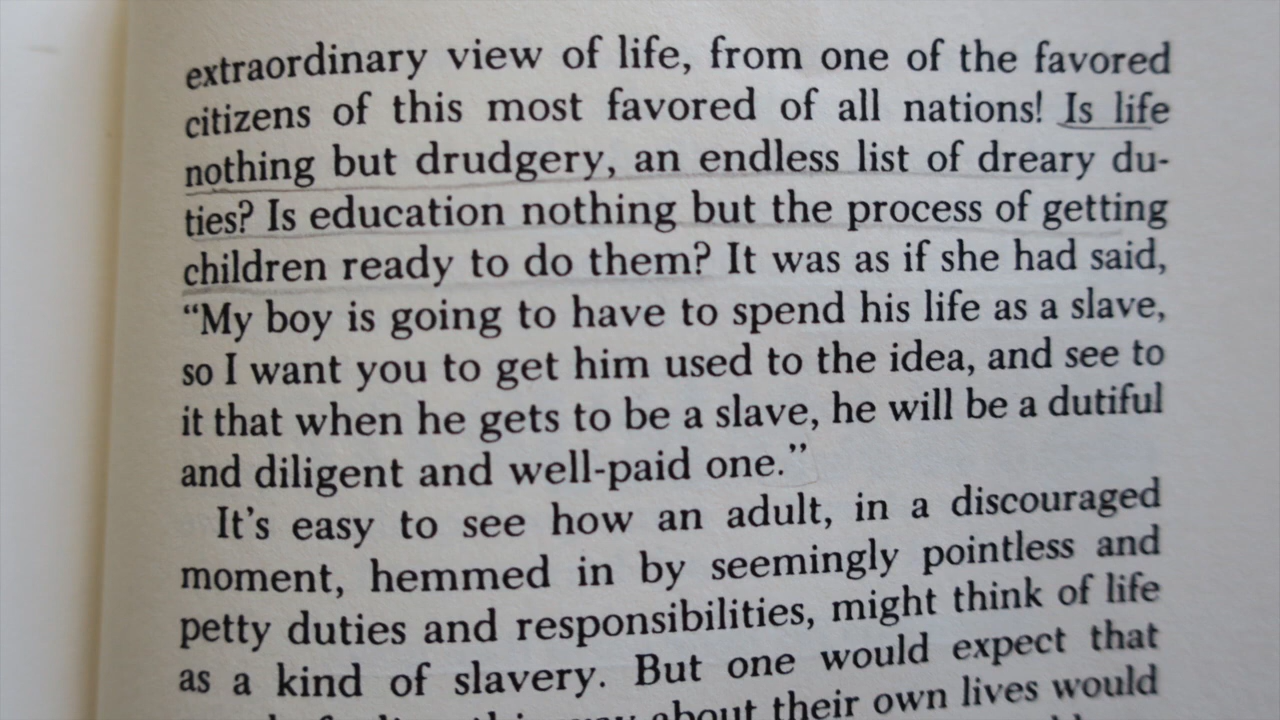 extraordinary view of life, from one of the favored
citizens of this most favored of all nations! Is life
nothing but drudgery, an endless list of dreary du-
ties? Is education nothing but the process of getting
children ready to do them? It was as if she had said,
“My boy is going to have to spend his life as a slave,
so I want you to get him used to the idea, and see to
it that when he gets to be a slave, he will be a dutiful
and diligent and well-paid one.”
It’s easy to see how an adult, in a discouraged
moment, hemmed in by seemingly pointless and
petty duties and responsibilities, might think of life
as a kind of slavery. But one would expect that
about their own lives would